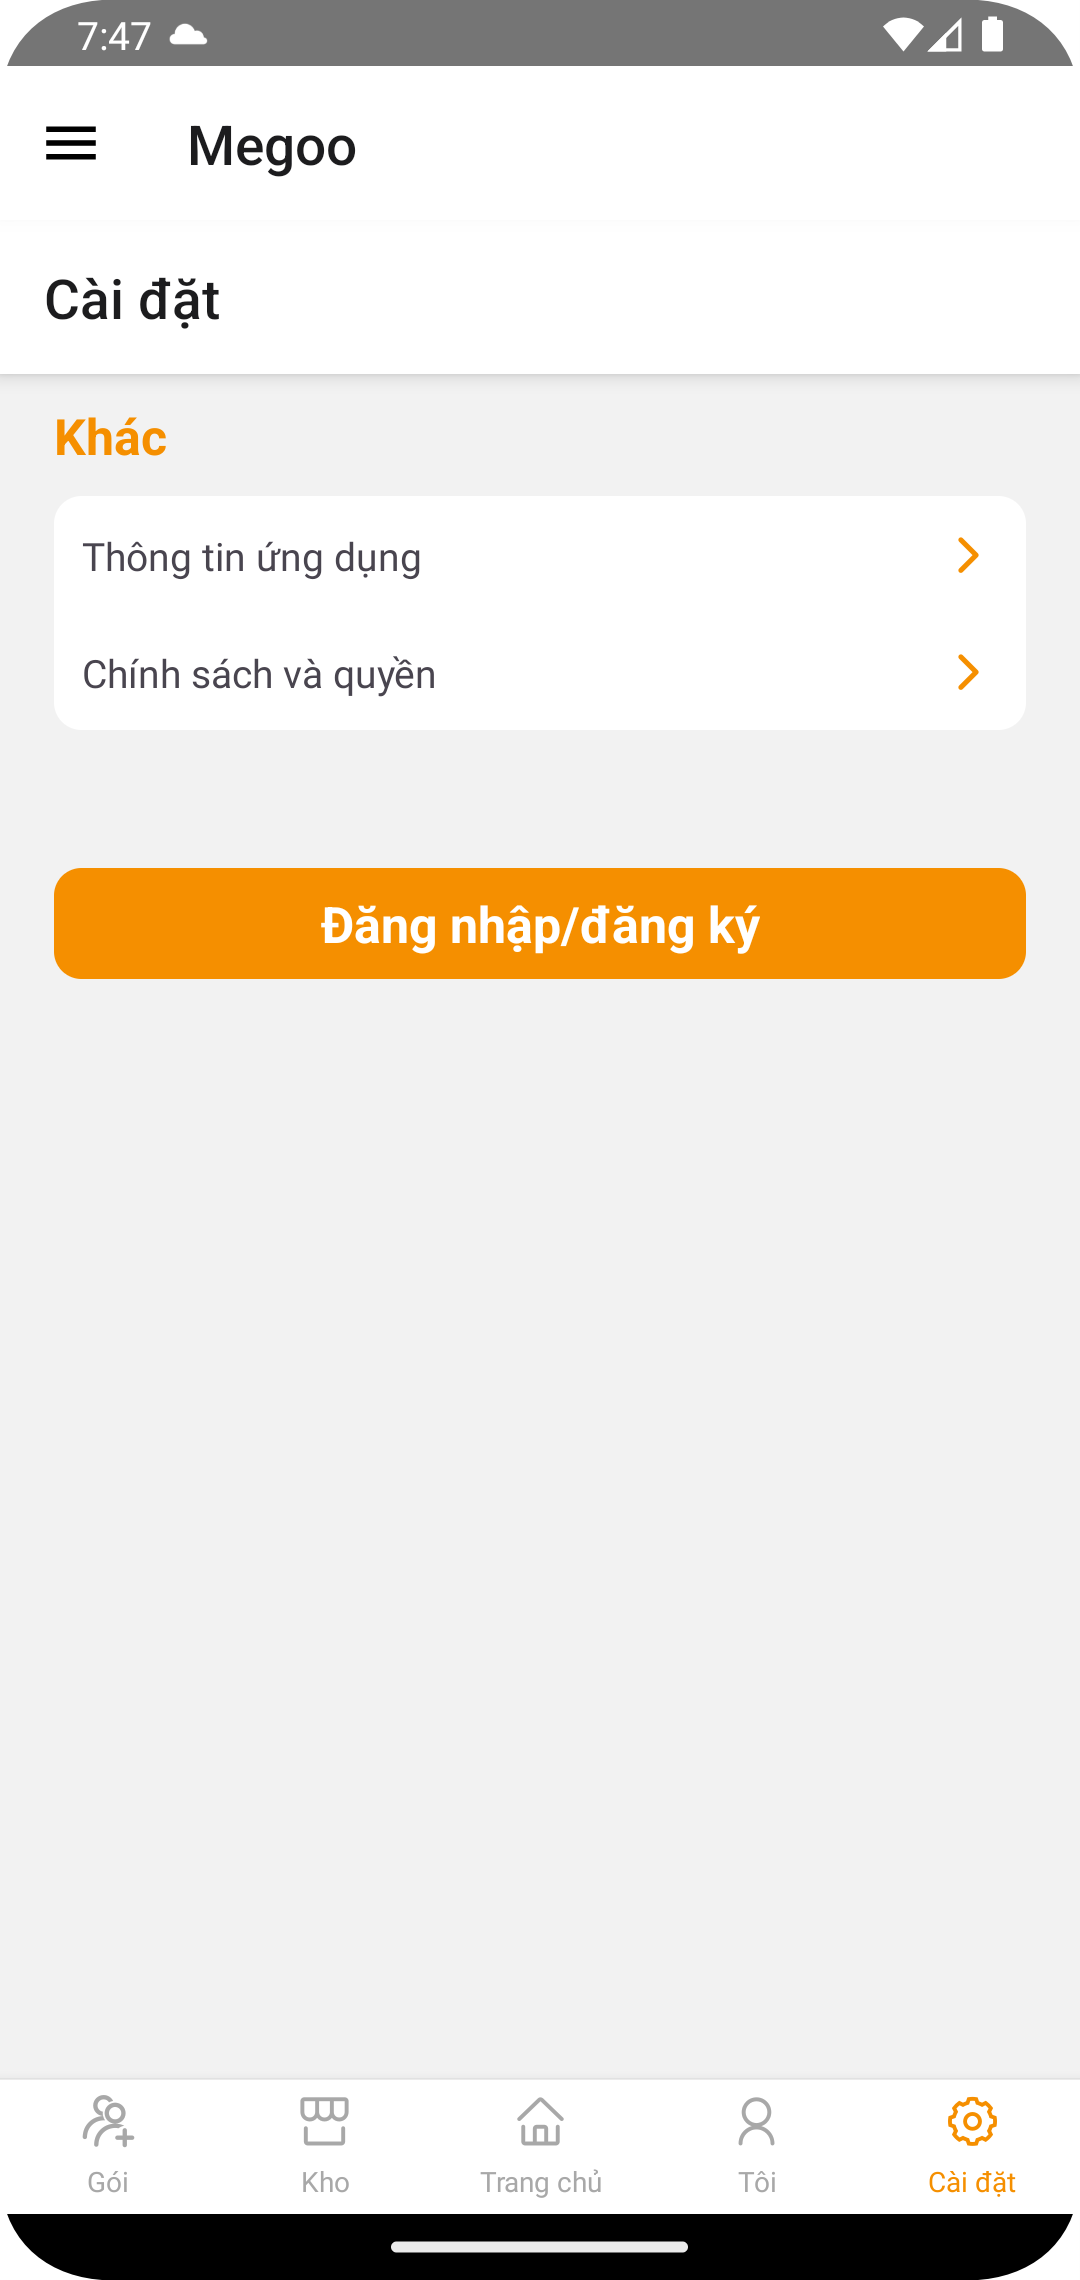 7:47
Megoo
Cài đặt
Khác
Thông tin ứng dụng
Chính sách và quyền
Đăng nhập/đăng ký
Gói
Kho
Trang chủ
Tôi
Cài đặt